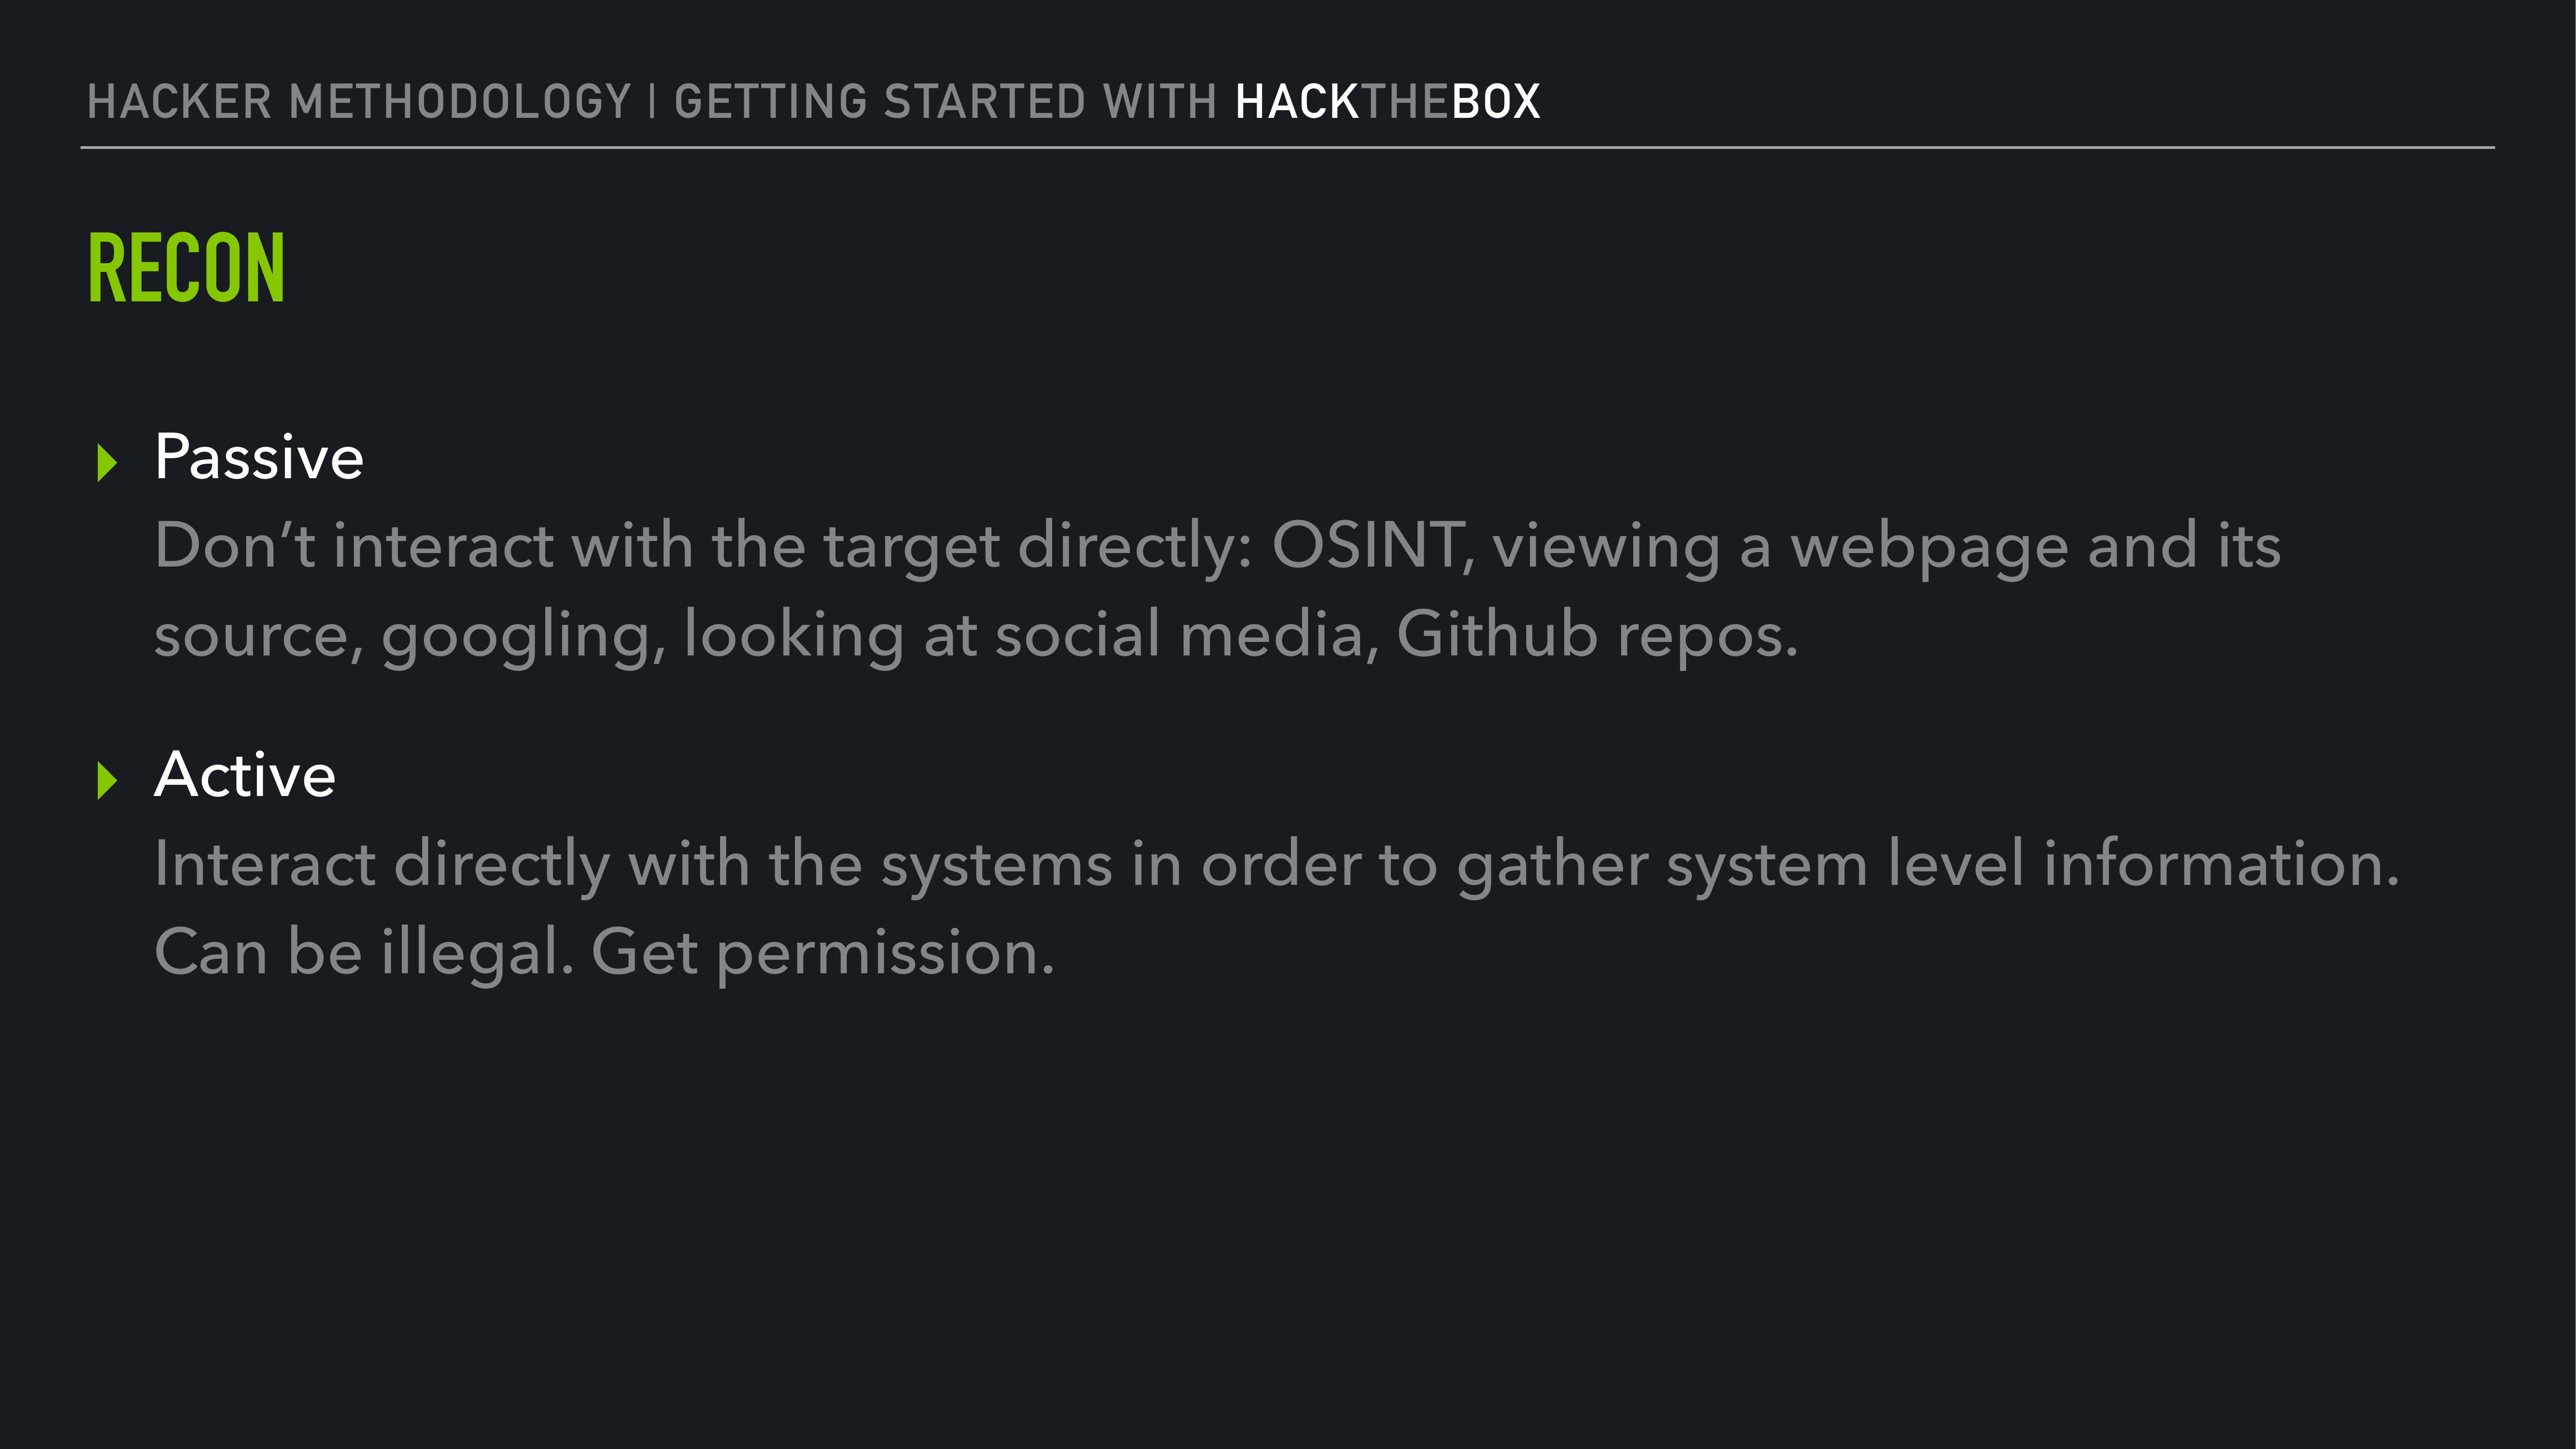 HACKER METHODOLOGY | GETTING STARTED WITH HACKTHEBOX
RECON
Passive
Don’t interact with the target directly: OSINT, viewing a webpage and its
source, googling, looking at social media, Github repos.
Active
Interact directly with the systems in order to gather system level information.
Can be illegal. Get permission.